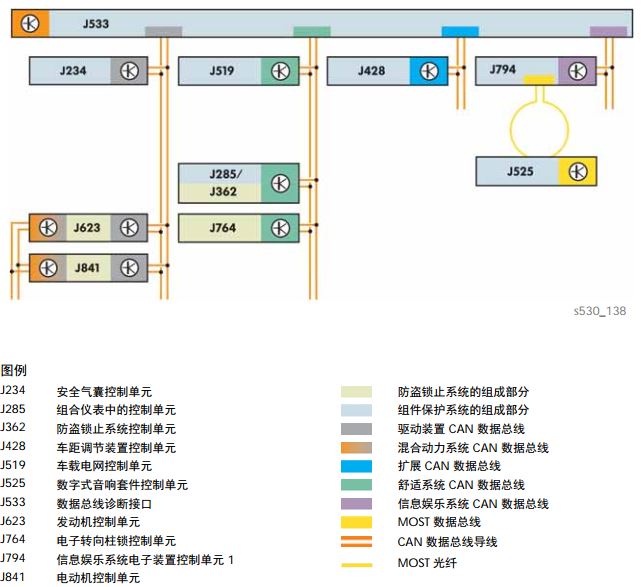 J533
J234
J519
J428
J794
J525
J285/
J362
J623
J764
J841
s530_138
图例
J234 安全气囊控制单元
J285 组合仪表中的控制单元
J362 防盗锁止系统控制单元
J428 车距调节装置控制单元
J519 车载电网控制单元
J525 数字式音响套件控制单元
J533 数据总线诊断接口
J623 发动机控制单元
J764 电子转向柱锁控制单元
J794 信息娱乐系统电子装置控制单元 1
J841 电动机控制单元
防盗锁止系统的组成部分
组件保护系统的组成部分
驱动装置 CAN 数据总线
混合动力系统 CAN 数据总线
扩展 CAN 数据总线
舒适系统 CAN 数据总线
信息娱乐系统 CAN 数据总线
MOST 数据总线
CAN 数据总线导线
MOST 光纤